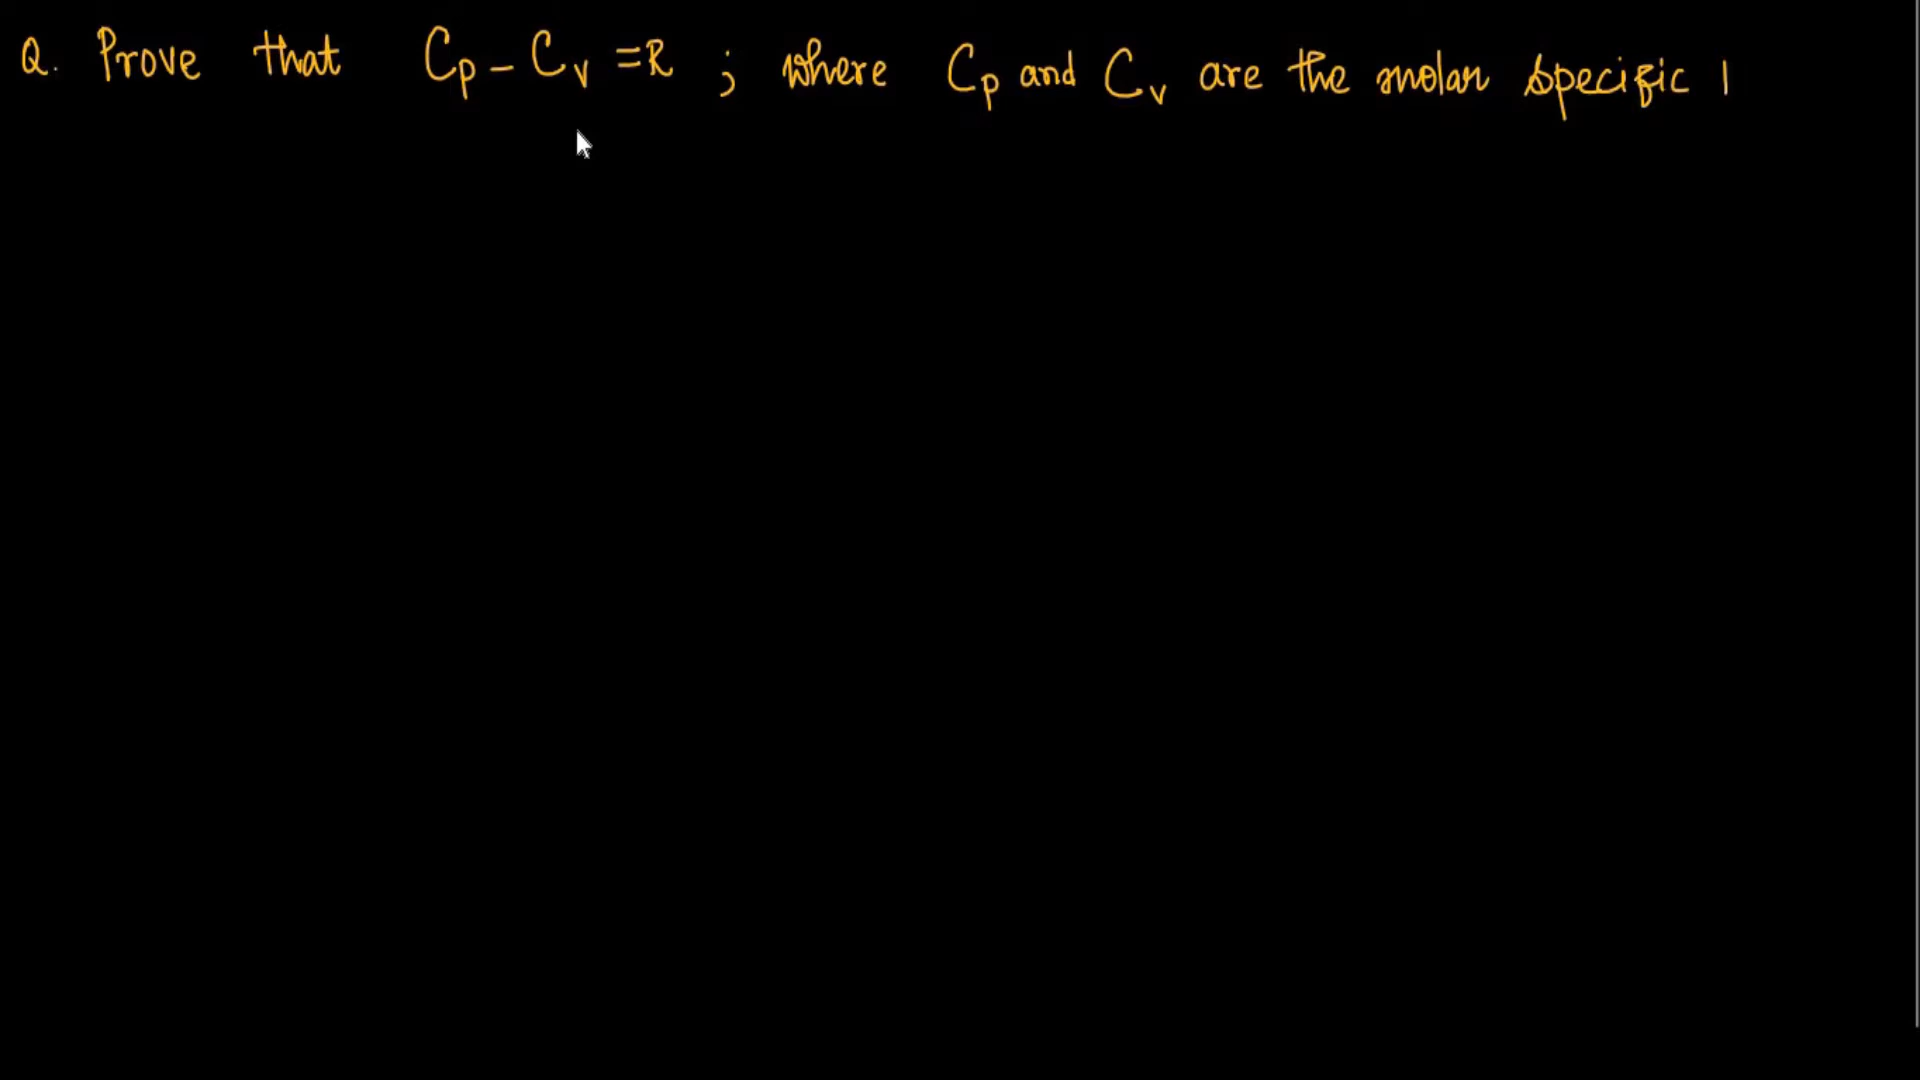 Q. Prove that Cp - Cv = R ; where Cp and Cv are the molar specific